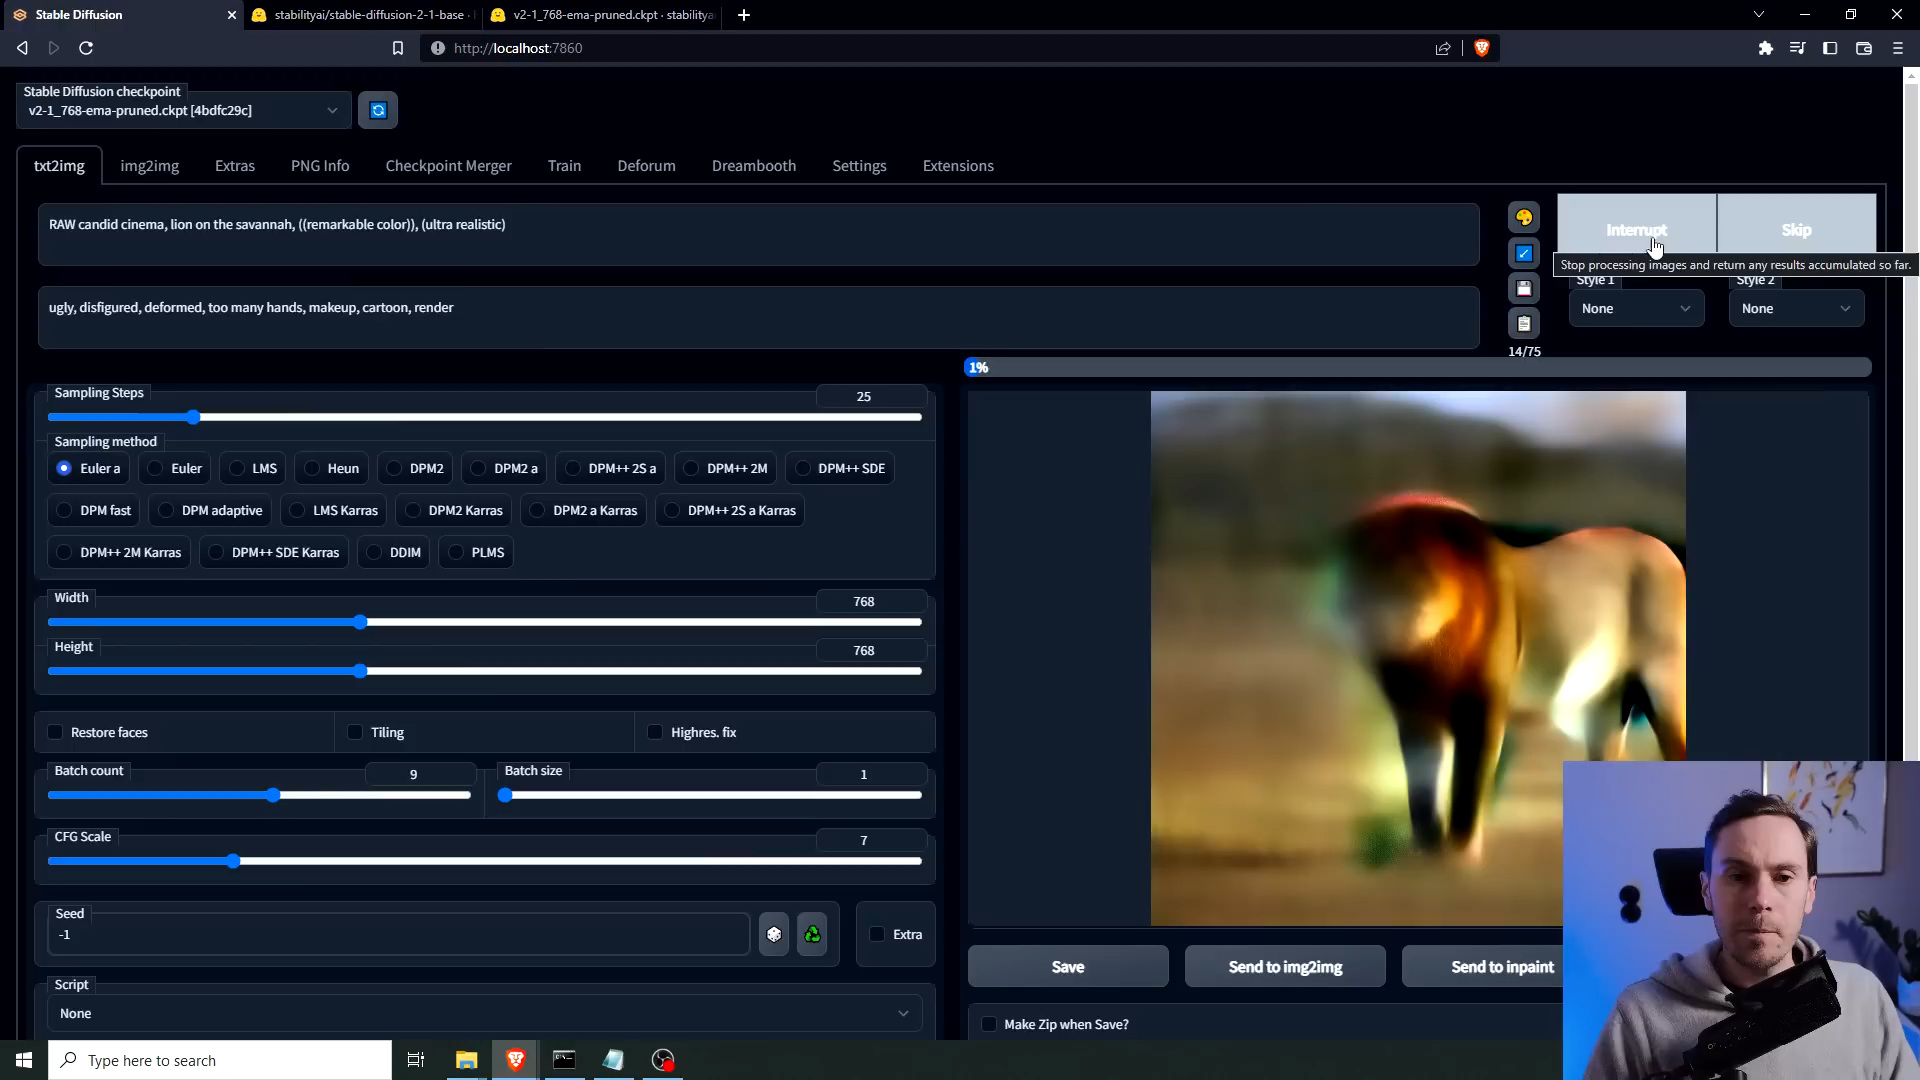 Stable Diffusion
stabilityai/stable-diffusion-2-1-base ·
v2-1_768-ema-pruned.ckpt · stabilityai
http://localhost:7860
Stable Diffusion checkpoint
v2-1_768-ema-pruned.ckpt [4bdfc29c]
txt2img
img2img
Extras
PNG Info
Checkpoint Merger
Train
Deforum
Dreambooth
Settings
Extensions
RAW candid cinema, lion on the savannah, ((remarkable color)), (ultra realistic)
Interrupt
Skip
Stop processing images and return any results accumulated so far.
Style 1
Style 2
ugly, disfigured, deformed, too many hands, makeup, cartoon, render
None
None
14/75
1%
Sampling Steps
25
Sampling method
Euler a
Euler
LMS
Heun
DPM2
DPM2 a
DPM++ 2S a
DPM++ 2M
DPM++ SDE
DPM fast
DPM adaptive
LMS Karras
DPM2 Karras
DPM2 a Karras
DPM++ 2S a Karras
DPM++ 2M Karras
DPM++ SDE Karras
DDIM
PLMS
Width
768
Height
768
Restore faces
Tiling
Highres. fix
Batch count
9
Batch size
1
CFG Scale
7
Seed
-1
Extra
Save
Send to img2img
Send to inpaint
Script
None
Make Zip when Save?
Type here to search